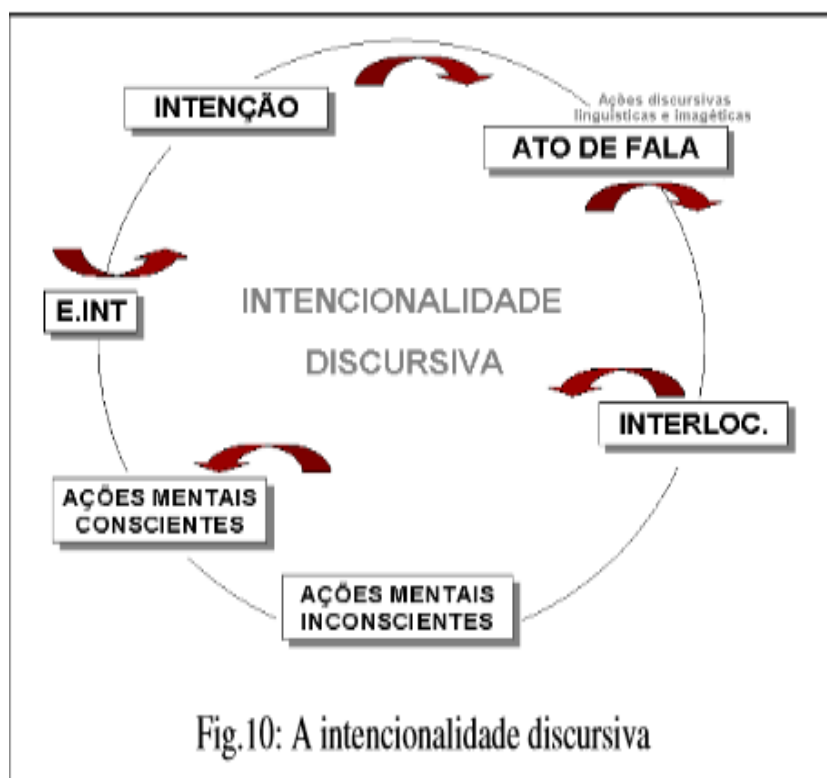 INTENÇÃO
Ações discursivas
linguísticas e imagéticas
ATO DE FALA
E.INT
INTENCIONALIDADE
DISCURSIVA
INTERLOC.
AÇÕES MENTAIS
CONSCIENTES
AÇÕES MENTAIS
INCONSCIENTES
Fig.10: A intencionalidade discursiva